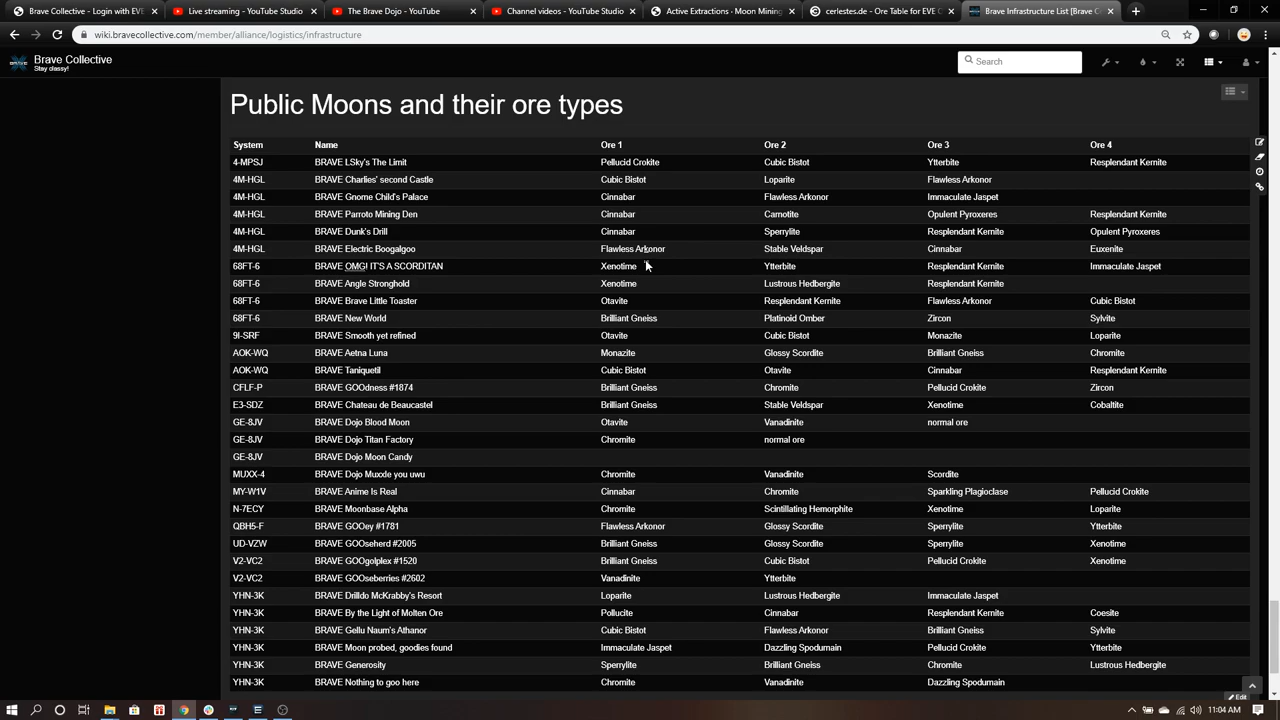 Brave Collective - Login with EVE
Live streaming - YouTube Studio
The Brave Dojo - YouTube
Channel videos - YouTube Studio
Active Extractions - Moon Mining
cerlestes.de - Ore Table for EVE O
Brave Infrastructure List [Brave C
wiki.bravecollective.com/member/alliance/logistics/infrastructure
Brave Collective
Stay classy!
Search
Public Moons and their ore types
System Name Ore 1 Ore 2 Ore 3 Ore 4
4-MPSJ BRAVE LSky's The Limit Pellucid Crokite Cubic Bistot Ytterbite Resplendant Kernite
4M-HGL BRAVE Charlies' second Castle Cubic Bistot Loparite Flawless Arkonor
4M-HGL BRAVE Gnome Child's Palace Cinnabar Flawless Arkonor Immaculate Jaspet
4M-HGL BRAVE Parroto Mining Den Cinnabar Carnotite Opulent Pyroxeres Resplendant Kernite
4M-HGL BRAVE Dunk's Drill Cinnabar Sperrylite Resplendant Kernite Opulent Pyroxeres
4M-HGL BRAVE Electric Boogalgoo Flawless Arkonor Stable Veldspar Cinnabar Euxenite
68FT-6 BRAVE OMG! IT'S A SCORDITAN Xenotime Ytterbite Resplendant Kernite Immaculate Jaspet
68FT-6 BRAVE Angle Stronghold Xenotime Lustrous Hedbergite Resplendant Kernite
68FT-6 BRAVE Brave Little Toaster Otavite Resplendant Kernite Flawless Arkonor Cubic Bistot
68FT-6 BRAVE New World Brilliant Gneiss Platinoid Omber Zircon Sylvite
9I-SRF BRAVE Smooth yet refined Otavite Cubic Bistot Monazite Loparite
AOK-WQ BRAVE Aetna Luna Monazite Glossy Scordite Brilliant Gneiss Chromite
AOK-WQ BRAVE Taniquetil Cubic Bistot Otavite Cinnabar Resplendant Kernite
CFLF-P BRAVE GOOdness #1874 Brilliant Gneiss Chromite Pellucid Crokite Zircon
E3-SDZ BRAVE Chateau de Beaucastel Brilliant Gneiss Stable Veldspar Xenotime Cobaltite
GE-8JV BRAVE Dojo Blood Moon Otavite Vanadinite normal ore
GE-8JV BRAVE Dojo Titan Factory Chromite normal ore
GE-8JV BRAVE Dojo Moon Candy
MUXX-4 BRAVE Dojo Muxxde you uwu Chromite Vanadinite Scordite
MY-W1V BRAVE Anime Is Real Cinnabar Chromite Sparkling Plagioclase Pellucid Crokite
N-7ECY BRAVE Moonbase Alpha Chromite Scintillating Hemorphite Xenotime Loparite
QBH5-F BRAVE GOOey #1781 Flawless Arkonor Glossy Scordite Sperrylite Ytterbite
UD-VZW BRAVE GOOseherd #2005 Brilliant Gneiss Glossy Scordite Sperrylite Xenotime
V2-VC2 BRAVE GOOgolplex #1520 Brilliant Gneiss Cubic Bistot Pellucid Crokite Xenotime
V2-VC2 BRAVE GOOseberries #2602 Vanadinite Ytterbite
YHN-3K BRAVE Drilldo McKrabby's Resort Loparite Lustrous Hedbergite Immaculate Jaspet
YHN-3K BRAVE By the Light of Molten Ore Pollucite Cinnabar Resplendant Kernite Coesite
YHN-3K BRAVE Gellu Naum's Athanor Cubic Bistot Flawless Arkonor Brilliant Gneiss Sylvite
YHN-3K BRAVE Moon probed, goodies found Immaculate Jaspet Dazzling Spodumain Pellucid Crokite Ytterbite
YHN-3K BRAVE Generosity Sperrylite Brilliant Gneiss Chromite Lustrous Hedbergite
YHN-3K BRAVE Nothing to goo here Chromite Vanadinite Dazzling Spodumain
Edit
11:04 AM